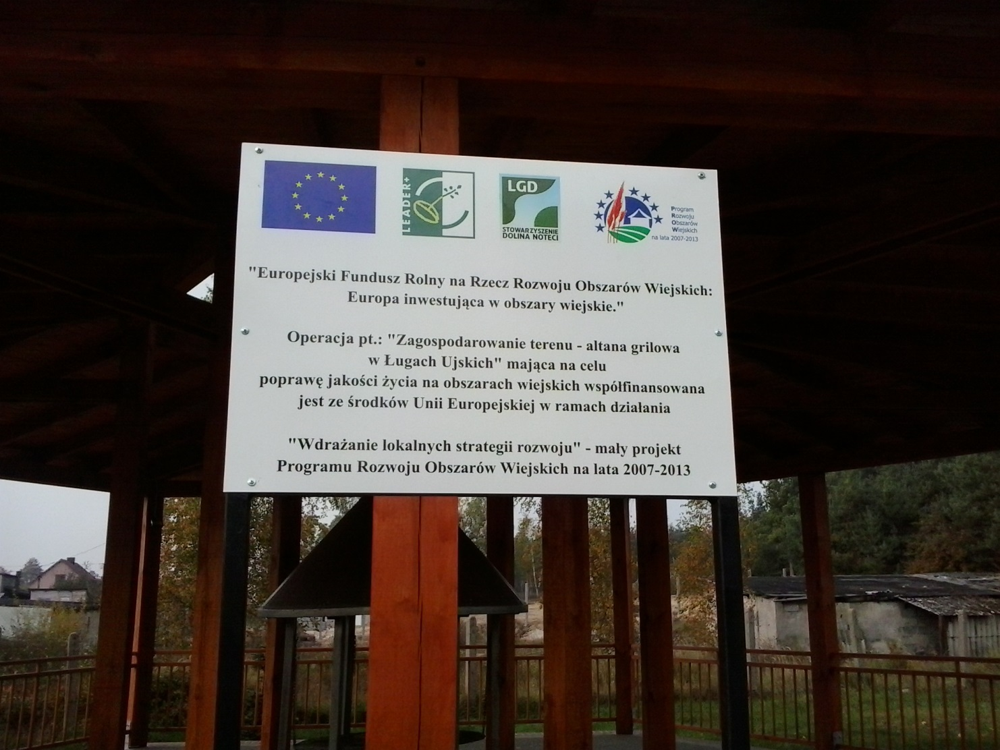 LEADER+
LGD
STOWARZYSZENIE
DOLINA NOTECI
Program
Rozwoju
Obszarów
Wiejskich
na lata 2007-2013
"Europejski Fundusz Rolny na Rzecz Rozwoju Obszarów Wiejskich:
Europa inwestująca w obszary wiejskie."
Operacja pt.: "Zagospodarowanie terenu - altana grilowa
w Ługach Ujskich" mająca na celu
poprawę jakości życia na obszarach wiejskich współfinansowana
jest ze środków Unii Europejskiej w ramach działania
"Wdrażanie lokalnych strategii rozwoju" - mały projekt
Programu Rozwoju Obszarów Wiejskich na lata 2007-2013